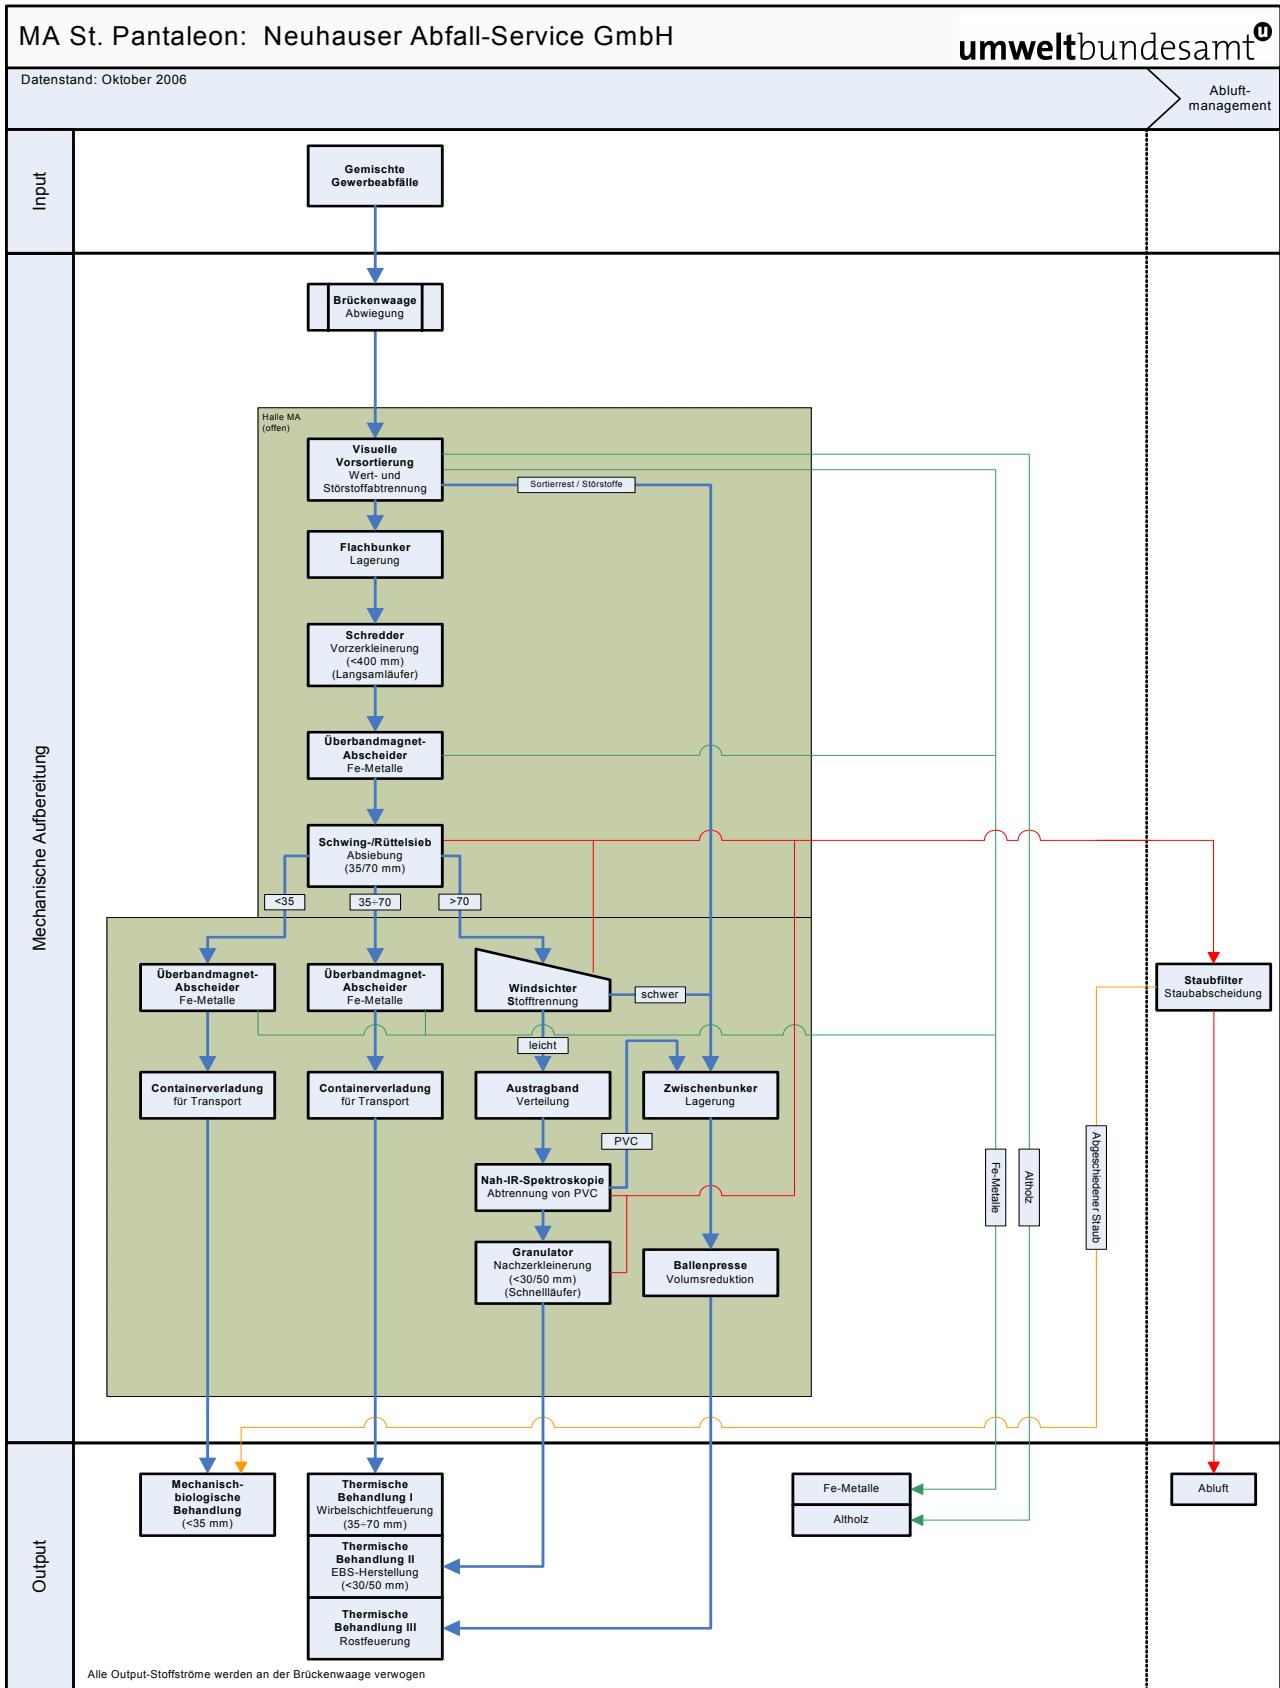 MA St. Pantaleon: Neuhauser Abfall-Service GmbH
umweltbundesamt
u
Datenstand: Oktober 2006
Abluft-
management
Input
Gemischte
Gewerbeabfälle
Mechanische Aufbereitung
Brückenwaage
Abwiegung
Halle MA
(offen)
Visuelle
Vorsortierung
Wert- und
Störstoffabtrennung
Sortierrest / Störstoffe
Flachbunker
Lagerung
Schredder
Vorzerkleinerung
(<400 mm)
(Langsamläufer)
Überbandmagnet-
Abscheider
Fe-Metalle
Schwing-/Rüttelsieb
Absiebung
(35/70 mm)
<35
35÷70
>70
Überbandmagnet-
Abscheider
Fe-Metalle
Überbandmagnet-
Abscheider
Fe-Metalle
Windsichter
Stofftrennung
schwer
Staubfilter
Staubabscheidung
leicht
Containerverladung
für Transport
Containerverladung
für Transport
Austragband
Verteilung
Zwischenbunker
Lagerung
PVC
Fe-Metalle
Altholz
Abgeschiedener Staub
Nah-IR-Spektroskopie
Abtrennung von PVC
Granulator
Nachzerkleinerung
(<30/50 mm)
(Schnellläufer)
Ballenpresse
Volumsreduktion
Output
Mechanisch-
biologische
Behandlung
(<35 mm)
Thermische
Behandlung I
Wirbelschichtfeuerung
(35÷70 mm)
Fe-Metalle
Altholz
Abluft
Thermische
Behandlung II
EBS-Herstellung
(<30/50 mm)
Thermische
Behandlung III
Rostfeuerung
Alle Output-Stoffströme werden an der Brückenwaage verwogen